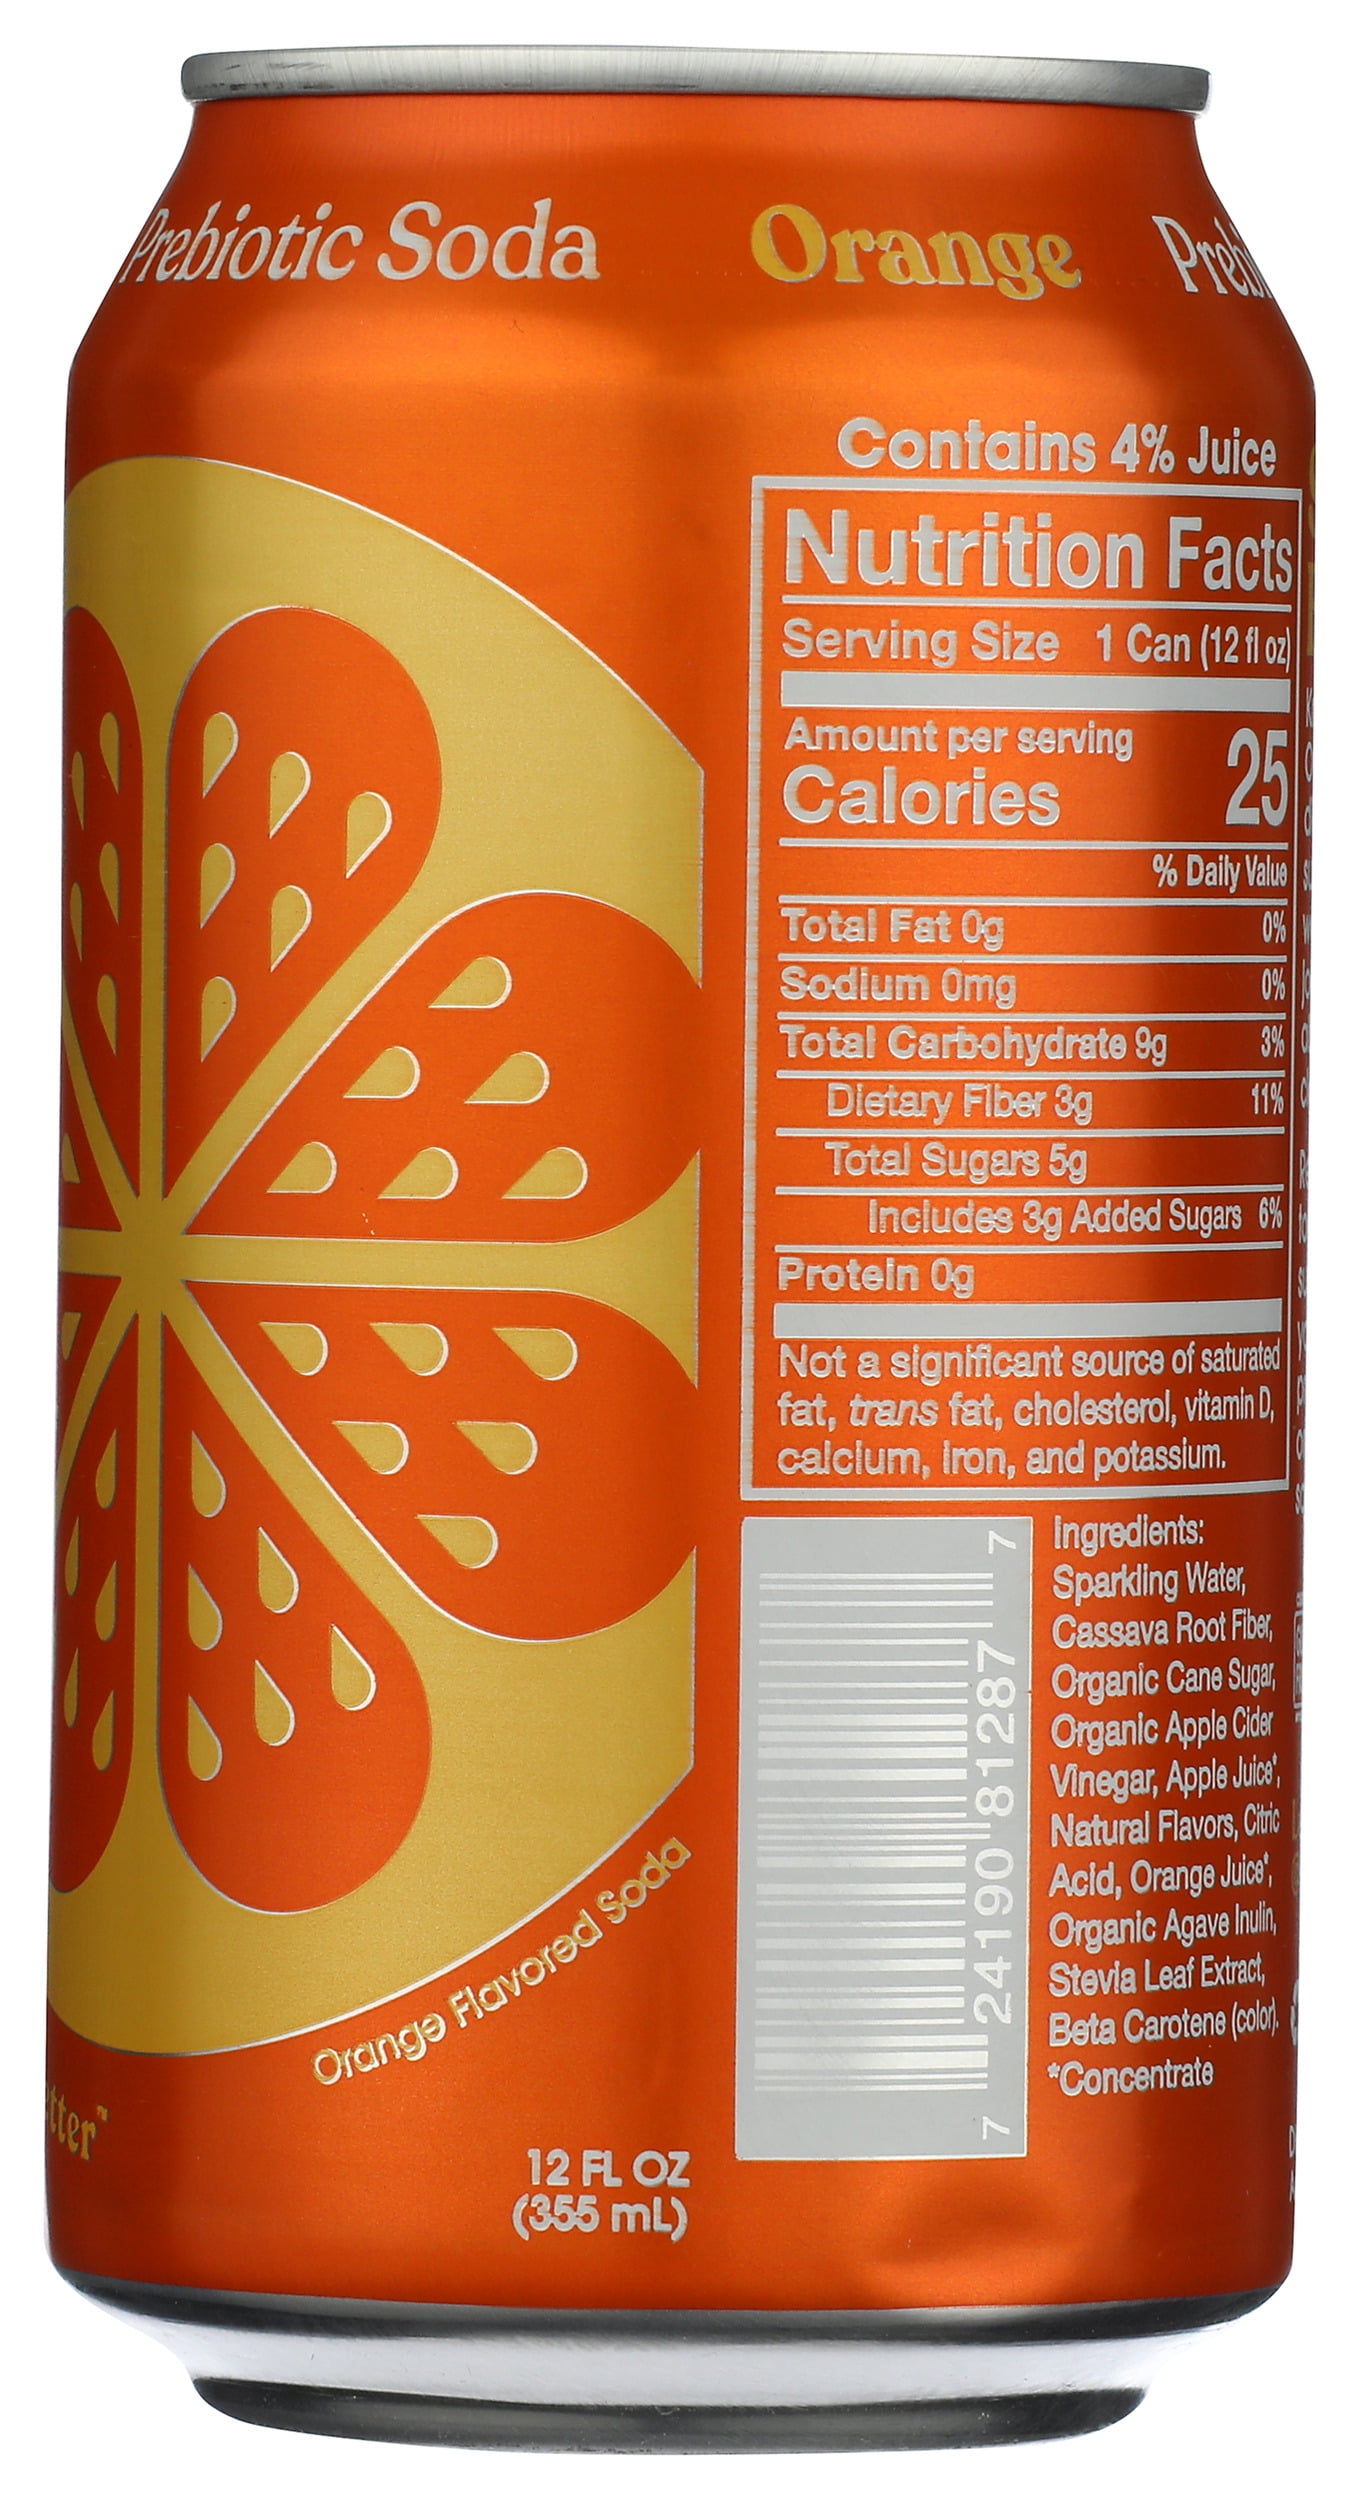 Prebiotic Soda
Orange
Contains 4% Juice
Nutrition Facts
Serving Size 1 Can (12 fl oz)
Amount per serving
Calories 25
% Daily Value
Total Fat 0g 0%
Sodium 0mg 0%
Total Carbohydrate 9g 3%
Dietary Fiber 3g 11%
Total Sugars 5g
Includes 3g Added Sugars 6%
Protein 0g
Not a significant source of saturated
fat, trans fat, cholesterol, vitamin D,
calcium, iron, and potassium.
Ingredients:
Sparkling Water,
Cassava Root Fiber,
Organic Cane Sugar,
Organic Apple Cider
Vinegar, Apple Juice*,
Natural Flavors, Citric
Acid, Orange Juice*,
Organic Agave Inulin,
Stevia Leaf Extract,
Beta Carotene (color).
*Concentrate
7 24190 81287 7
Orange Flavored Soda
12 FL OZ
(355 mL)